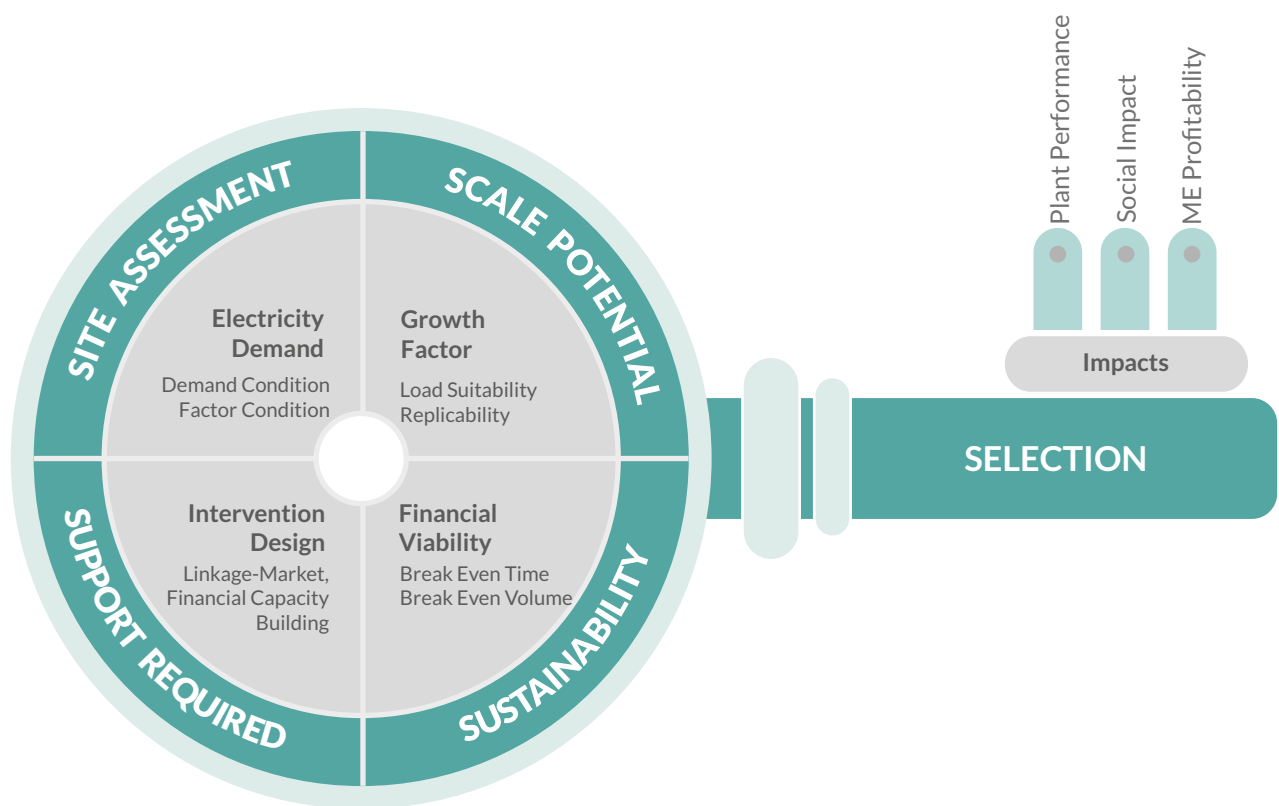 SITE ASSESSMENT
Electricity
Demand
Demand Condition
Factor Condition
SCALE POTENTIAL
Growth
Factor
Load Suitability
Replicability
SUPPORT REQUIRED
Intervention
Design
Linkage-Market,
Financial Capacity
Building
SUSTAINABILITY
Financial
Viability
Break Even Time
Break Even Volume
Plant Performance
Social Impact
ME Profitability
Impacts
SELECTION